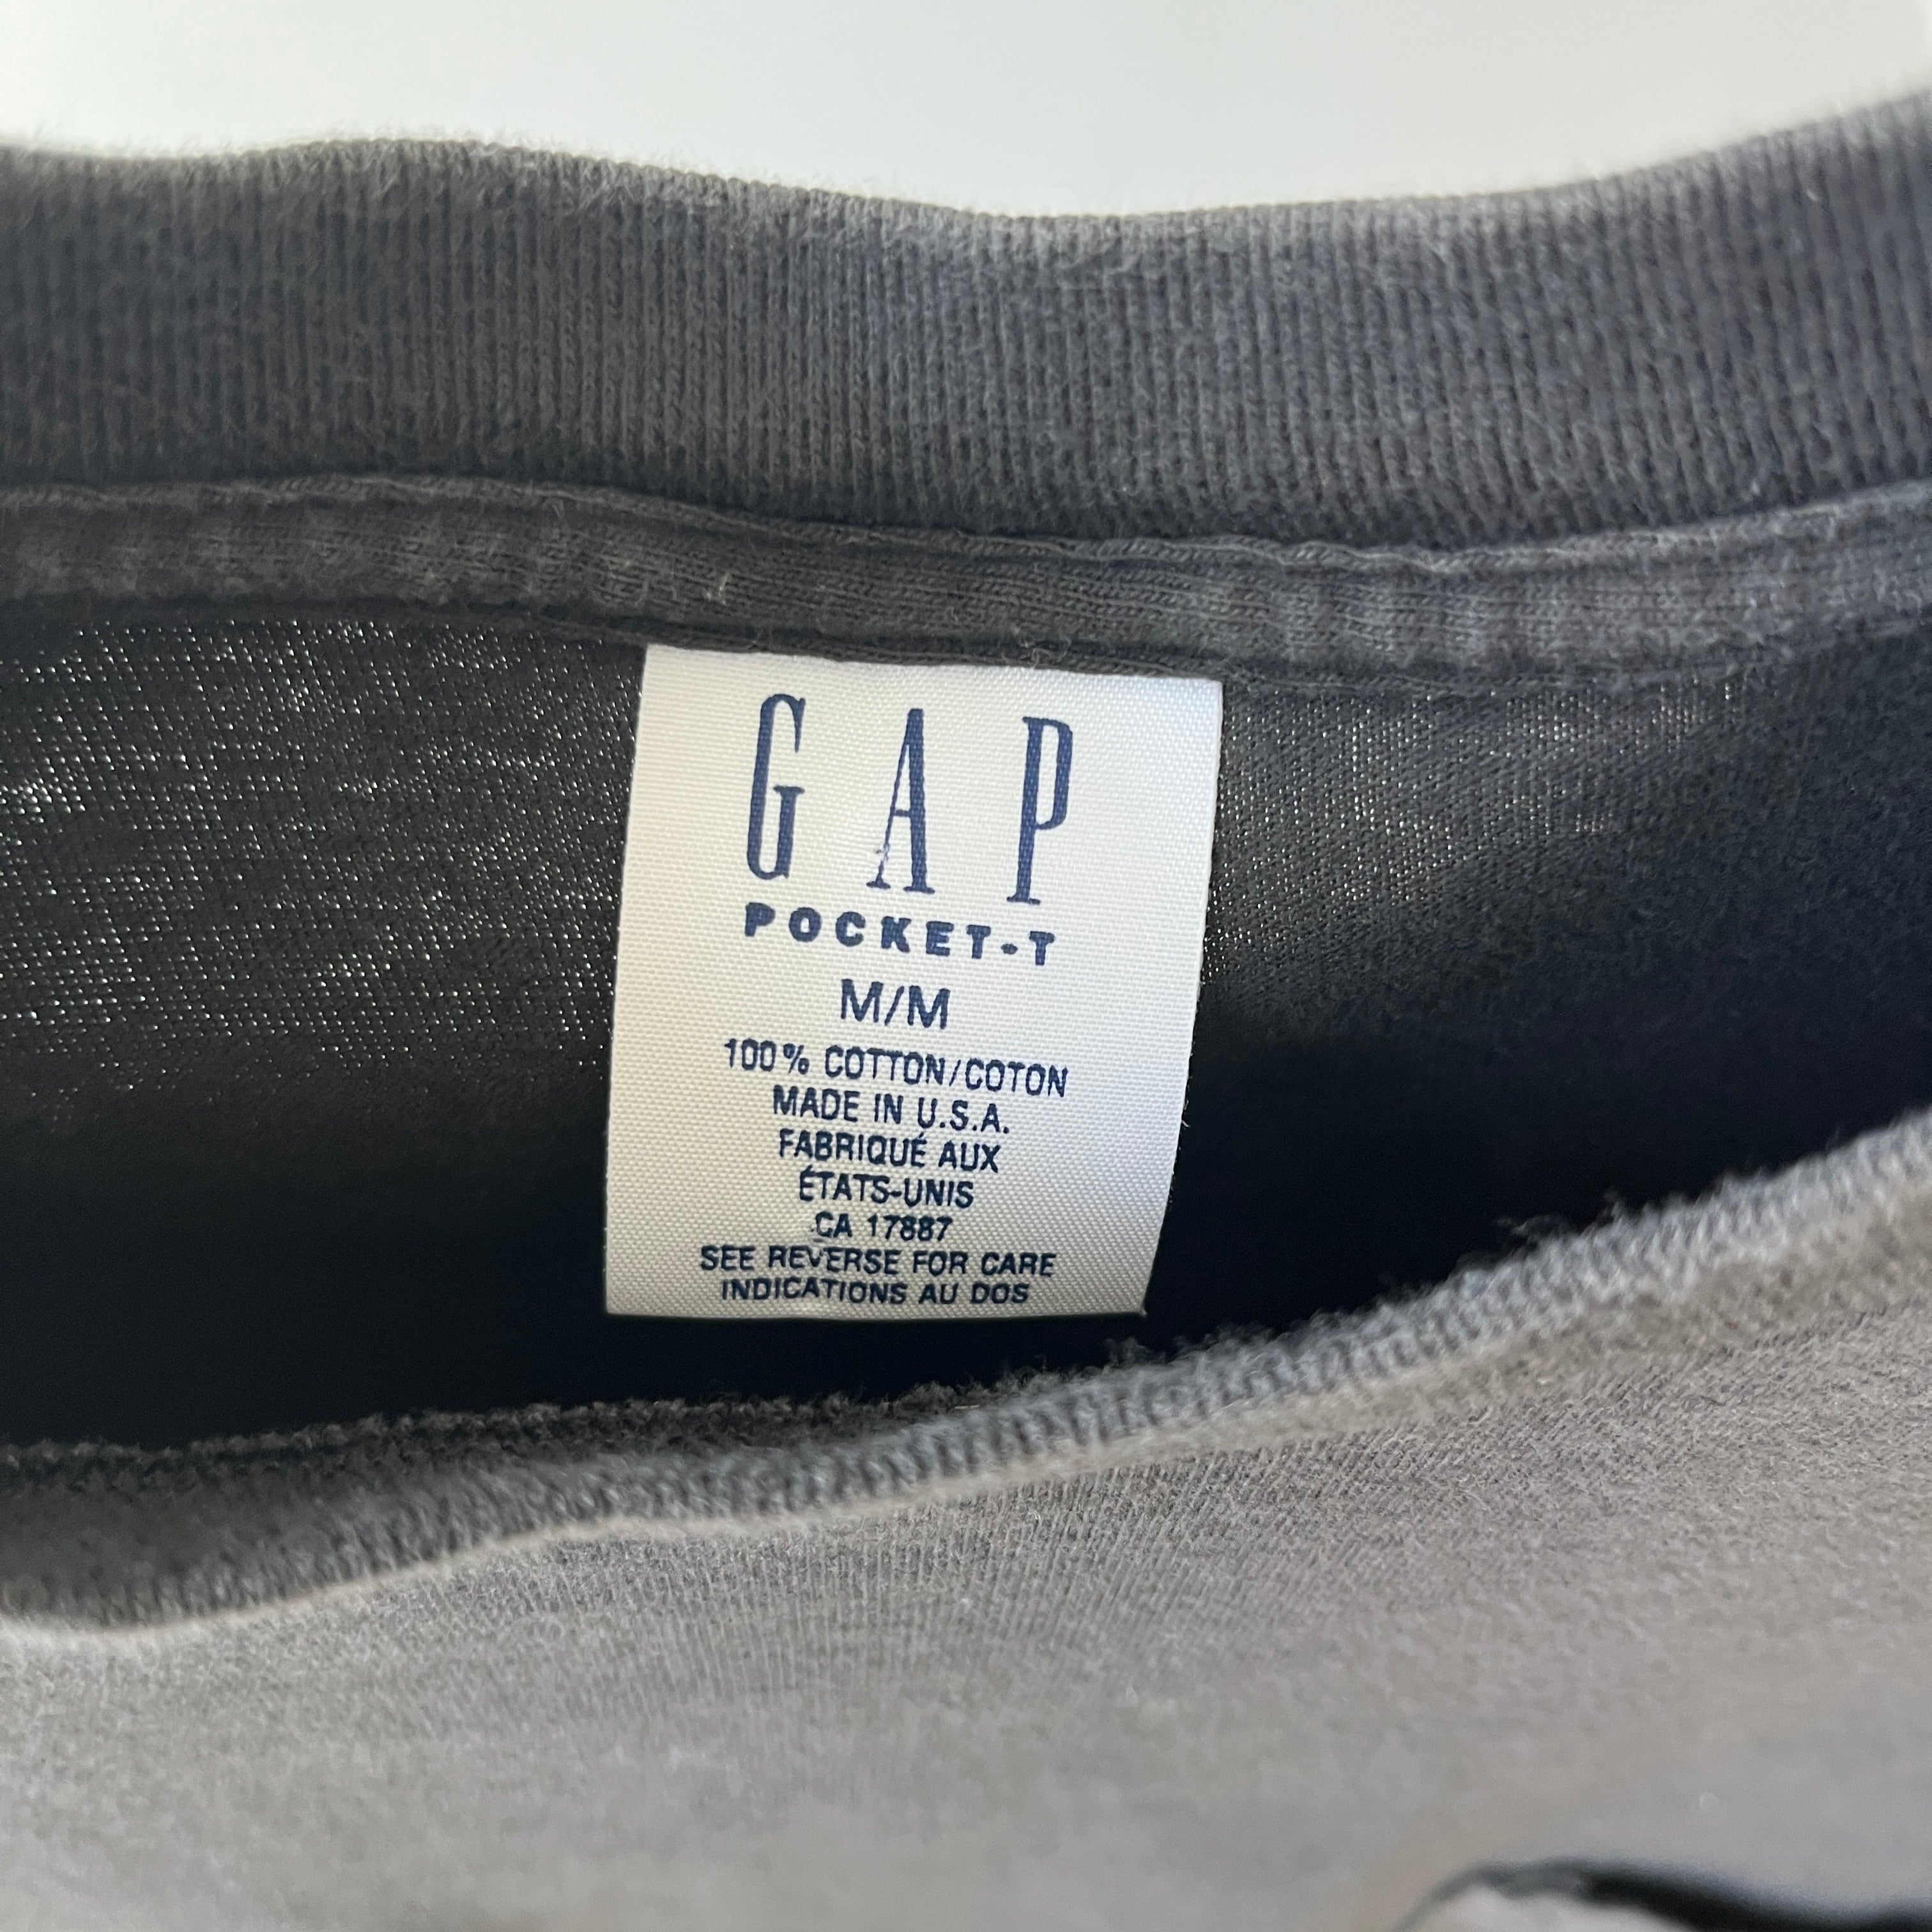 GAP
POCKET-T
M/M
100% COTTON/COTON
MADE IN U.S.A.
FABRIQUÉ AUX
ÉTATS-UNIS
CA 17887
SEE REVERSE FOR CARE
INDICATIONS AU DOS